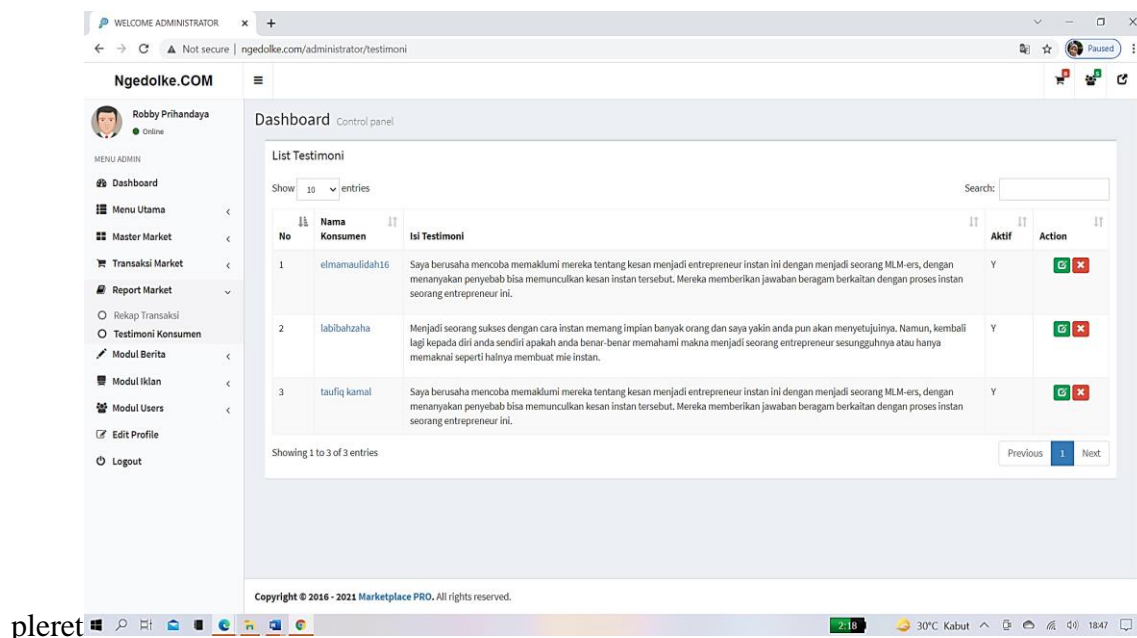 WELCOME ADMINISTRATOR
Not secure | ngedolke.com/administrator/testimoni
Paused
Ngedolke.COM
Robby Prihandaya
Online
MENU ADMIN
Dashboard
Menu Utama
Master Market
Transaksi Market
Report Market
Rekap Transaksi
Testimoni Konsumen
Modul Berita
Modul Iklan
Modul Users
Edit Profile
Logout
Dashboard Control panel
List Testimoni
Show 10 entries
Search:
No Nama Konsumen Isi Testimoni Aktif Action
1 elmamaulidah16 Saya berusaha mencoba memaklumi mereka tentang kesan menjadi entrepreneur instan ini dengan menjadi seorang MLM-ers, dengan Y
menanyakan penyebab bisa memunculkan kesan instan tersebut. Mereka memberikan jawaban beragam berkaitan dengan proses instan
seorang entrepreneur ini.
2 labibahzaha Menjadi seorang sukses dengan cara instan memang impian banyak orang dan saya yakin anda pun akan menyetujuinya. Namun, kembali Y
lagi kepada diri anda sendiri apakah anda benar-benar memahami makna menjadi seorang entrepreneur sesungguhnya atau hanya
memaknai seperti halnya membuat mie instan.
3 taufiq kamal Saya berusaha mencoba memaklumi mereka tentang kesan menjadi entrepreneur instan ini dengan menjadi seorang MLM-ers, dengan Y
menanyakan penyebab bisa memunculkan kesan instan tersebut. Mereka memberikan jawaban beragam berkaitan dengan proses instan
seorang entrepreneur ini.
Showing 1 to 3 of 3 entries
Previous 1 Next
Copyright © 2016 - 2021 Marketplace PRO. All rights reserved.
pleret
2:18 30°C Kabut 18:47